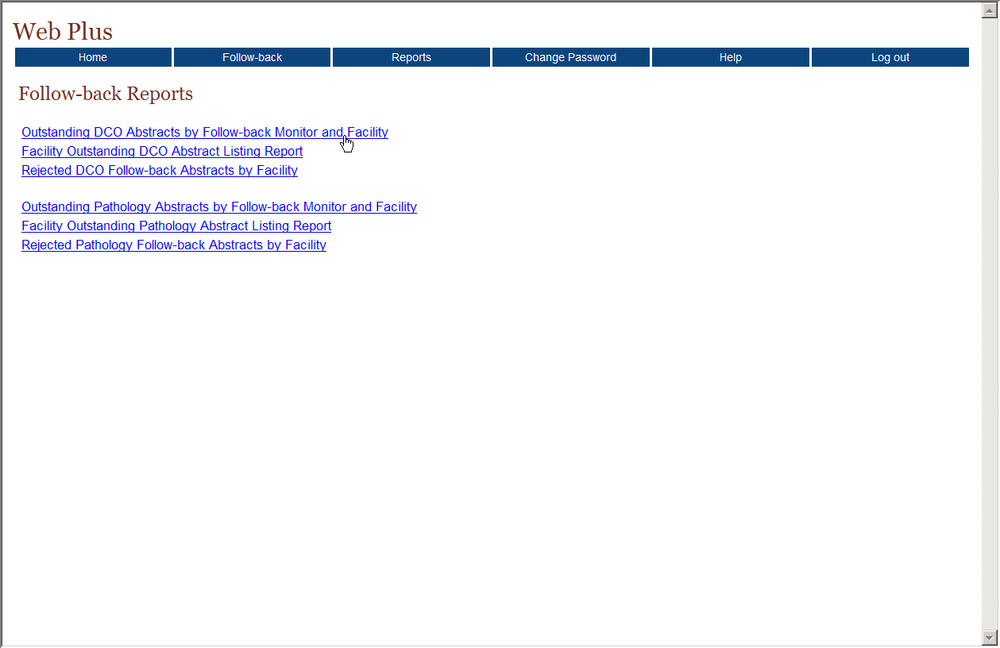 Web Plus
Home Follow-back Reports Change Password Help Log out
Follow-back Reports
Outstanding DCO Abstracts by Follow-back Monitor and Facility
Facility Outstanding DCO Abstract Listing Report
Rejected DCO Follow-back Abstracts by Facility
Outstanding Pathology Abstracts by Follow-back Monitor and Facility
Facility Outstanding Pathology Abstract Listing Report
Rejected Pathology Follow-back Abstracts by Facility